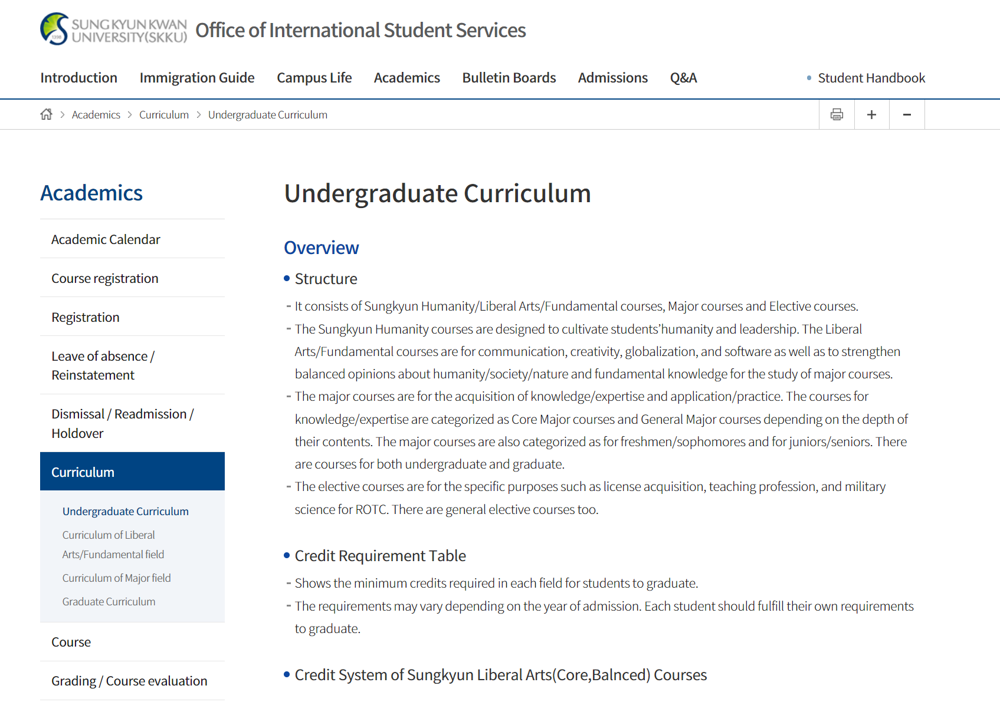 SUNGKYUNKWAN
UNIVERSITY(SKKU)
1398
Office of International Student Services
Introduction Immigration Guide Campus Life Academics Bulletin Boards Admissions Q&A Student Handbook
Academics > Curriculum > Undergraduate Curriculum
Academics
Academic Calendar
Course registration
Registration
Leave of absence /
Reinstatement
Dismissal / Readmission /
Holdover
Curriculum
Undergraduate Curriculum
Curriculum of Liberal
Arts/Fundamental field
Curriculum of Major field
Graduate Curriculum
Course
Grading / Course evaluation
Undergraduate Curriculum
Overview
Structure
- It consists of Sungkyun Humanity/Liberal Arts/Fundamental courses, Major courses and Elective courses.
- The Sungkyun Humanity courses are designed to cultivate students’humanity and leadership. The Liberal
Arts/Fundamental courses are for communication, creativity, globalization, and software as well as to strengthen
balanced opinions about humanity/society/nature and fundamental knowledge for the study of major courses.
- The major courses are for the acquisition of knowledge/expertise and application/practice. The courses for
knowledge/expertise are categorized as Core Major courses and General Major courses depending on the depth of
their contents. The major courses are also categorized as for freshmen/sophomores and for juniors/seniors. There
are courses for both undergraduate and graduate.
- The elective courses are for the specific purposes such as license acquisition, teaching profession, and military
science for ROTC. There are general elective courses too.
Credit Requirement Table
- Shows the minimum credits required in each field for students to graduate.
- The requirements may vary depending on the year of admission. Each student should fulfill their own requirements
to graduate.
Credit System of Sungkyun Liberal Arts(Core,Balnced) Courses